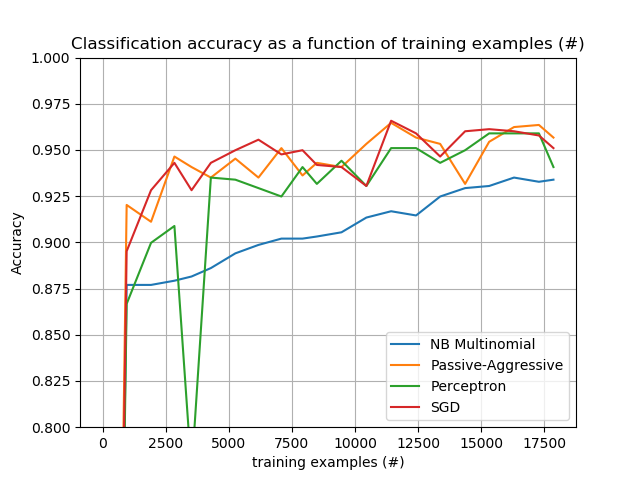 Classification accuracy as a function of training examples (#)
1.000
0.975
0.950
0.925
0.900
0.875
0.850
0.825
0.800
Accuracy
NB Multinomial
Passive-Aggressive
Perceptron
SGD
0 2500 5000 7500 10000 12500 15000 17500
training examples (#)